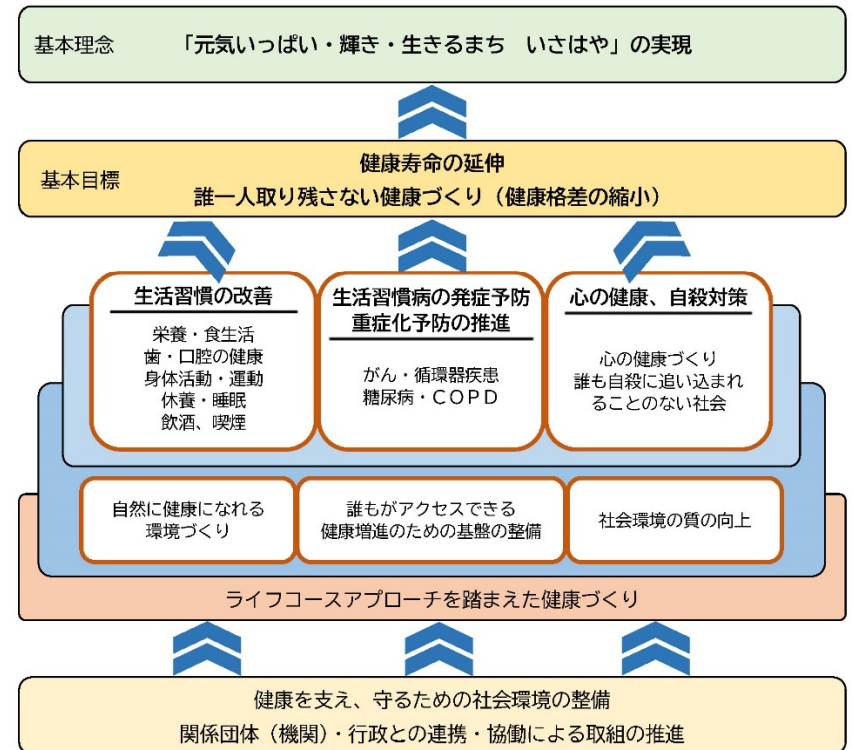 基本理念 「元気いっぱい・輝き・生きるまち　いさはや」の実現
基本目標
健康寿命の延伸
誰一人取り残さない健康づくり（健康格差の縮小）
生活習慣の改善
栄養・食生活
歯・口腔の健康
身体活動・運動
休養・睡眠
飲酒、喫煙
生活習慣病の発症予防
重症化予防の推進
がん・循環器疾患
糖尿病・ＣＯＰＤ
心の健康、自殺対策
心の健康づくり
誰も自殺に追い込まれ
ることのない社会
自然に健康になれる
環境づくり
誰もがアクセスできる
健康増進のための基盤の整備
社会環境の質の向上
ライフコースアプローチを踏まえた健康づくり
健康を支え、守るための社会環境の整備
関係団体（機関）・行政との連携・協働による取組の推進